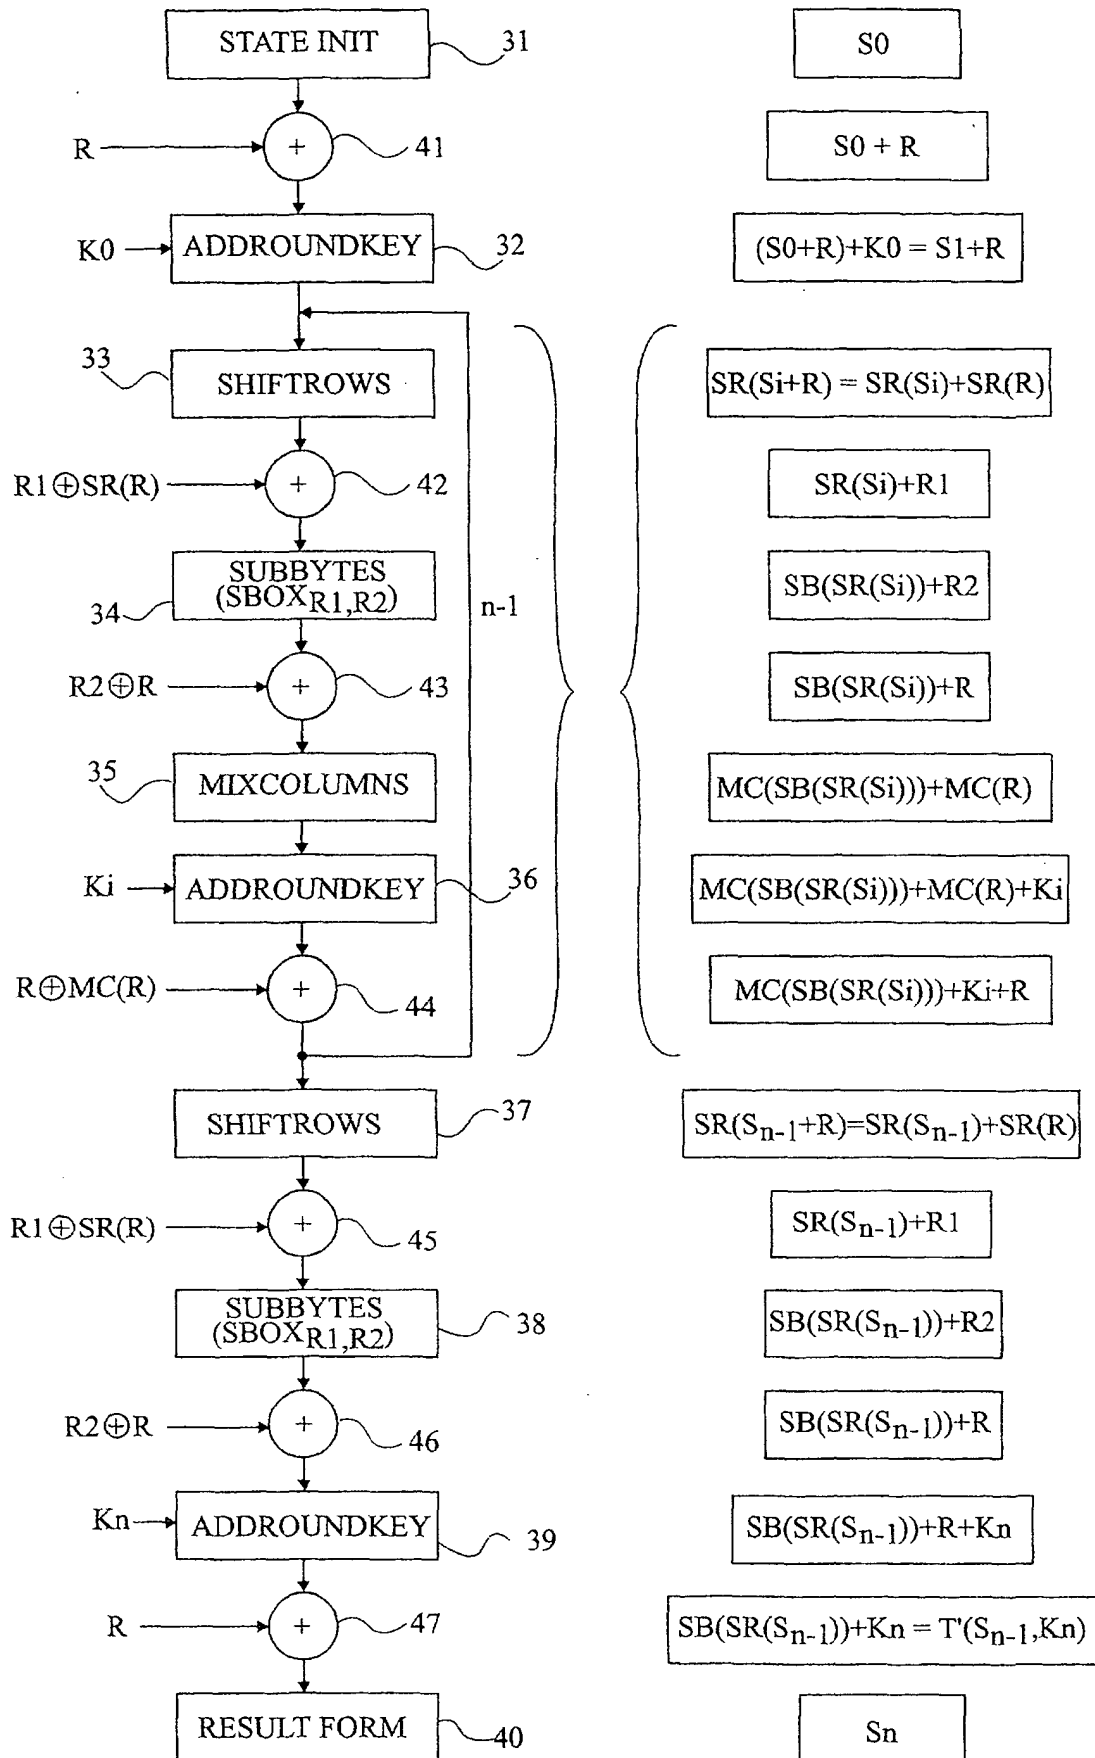 STATE INIT 31 S0
R + 41 S0 + R
K0 ADDROUNDKEY 32 (S0+R)+K0 = S1+R
33 SHIFTROWS SR(Si+R) = SR(Si)+SR(R)
R1⊕SR(R) + 42 SR(Si)+R1
SUBBYTES
(SBOXR1,R2) 34 n-1 SB(SR(Si))+R2
R2⊕R + 43 SB(SR(Si))+R
35 MIXCOLUMNS MC(SB(SR(Si)))+MC(R)
Ki ADDROUNDKEY 36 MC(SB(SR(Si)))+MC(R)+Ki
R⊕MC(R) + 44 MC(SB(SR(Si)))+Ki+R
SHIFTROWS 37 SR(Sn-1+R)=SR(Sn-1)+SR(R)
R1⊕SR(R) + 45 SR(Sn-1)+R1
SUBBYTES
(SBOXR1,R2) 38 SB(SR(Sn-1))+R2
R2⊕R + 46 SB(SR(Sn-1))+R
Kn ADDROUNDKEY 39 SB(SR(Sn-1))+R+Kn
R + 47 SB(SR(Sn-1))+Kn = T'(Sn-1,Kn)
RESULT FORM 40 Sn